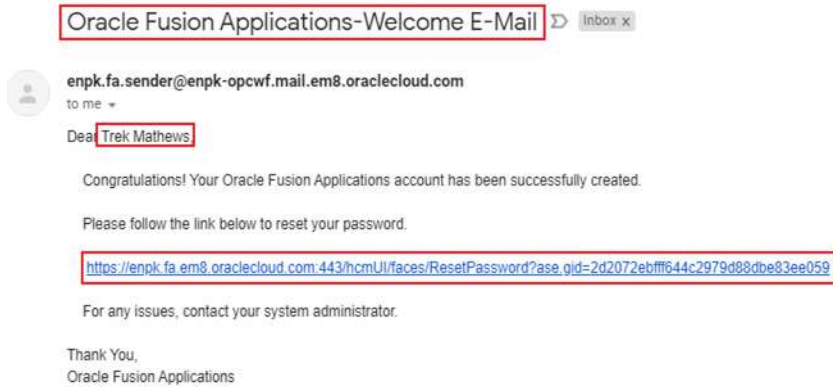 Oracle Fusion Applications-Welcome E-Mail Inbox x
enpk.fa.sender@enpk-opcwf.mail.em8.oraclecloud.com
to me
Dear Trek Mathews,
Congratulations! Your Oracle Fusion Applications account has been successfully created.
Please follow the link below to reset your password.
https://enpk.fa.em8.oraclecloud.com:443/hcmUI/faces/ResetPassword?ase.gid=2d2072ebfff644c2979d88dbe83ee059
For any issues, contact your system administrator.
Thank You,
Oracle Fusion Applications